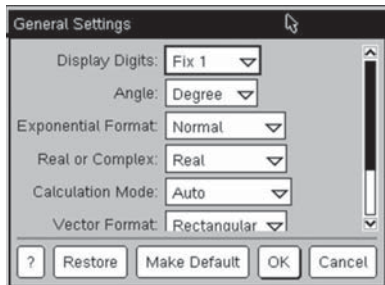 General Settings
Display Digits: Fix 1
Angle: Degree
Exponential Format: Normal
Real or Complex: Real
Calculation Mode: Auto
Vector Format: Rectangular
? Restore Make Default OK Cancel